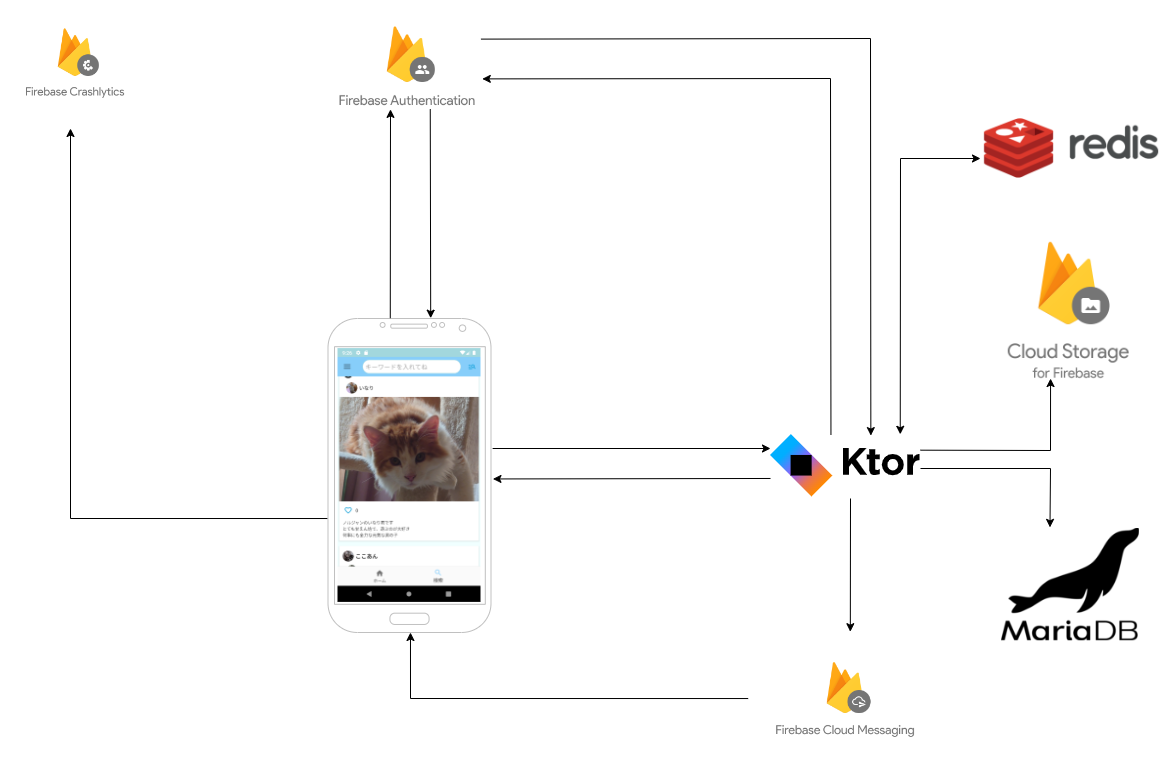 Firebase Crashlytics
Firebase Authentication
redis
Cloud Storage
for Firebase
キーワードを入れてね
いなり
0
ここあん
ホーム
検索
Ktor
MariaDB
Firebase Cloud Messaging